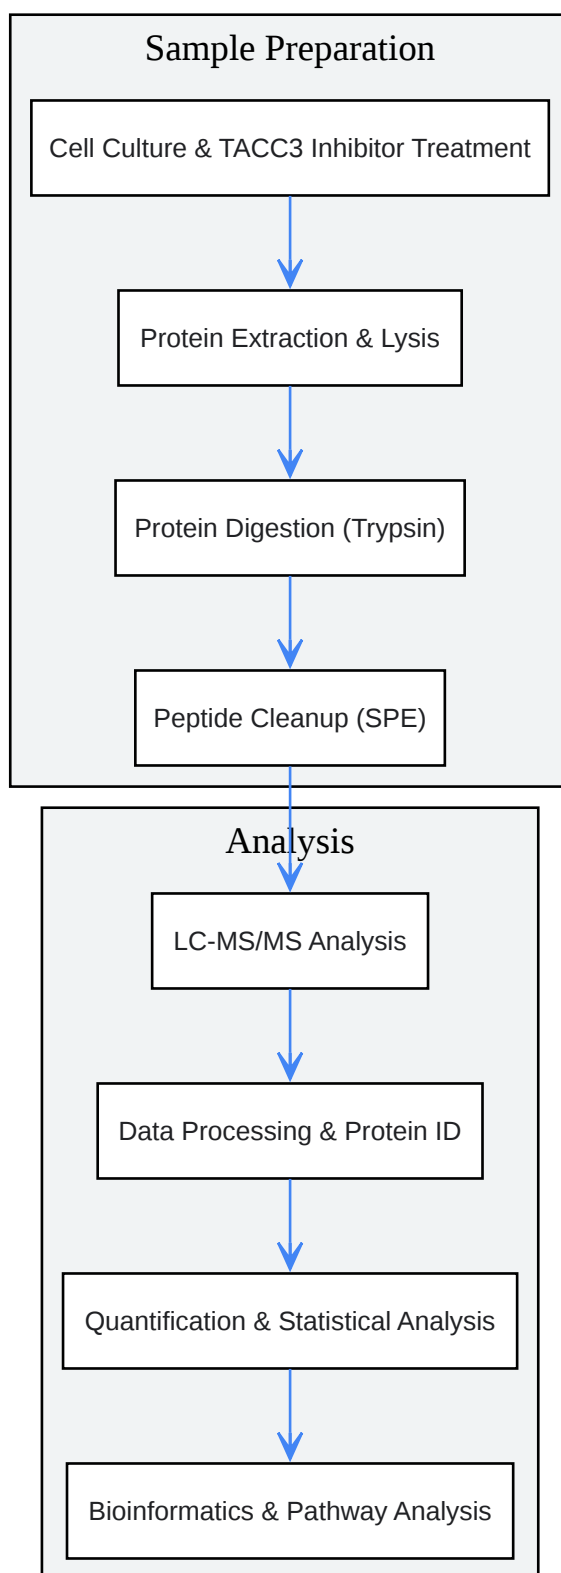 Sample Preparation
Cell Culture & TACC3 Inhibitor Treatment
Protein Extraction & Lysis
Protein Digestion (Trypsin)
Peptide Cleanup (SPE)
Analysis
LC-MS/MS Analysis
Data Processing & Protein ID
Quantification & Statistical Analysis
Bioinformatics & Pathway Analysis